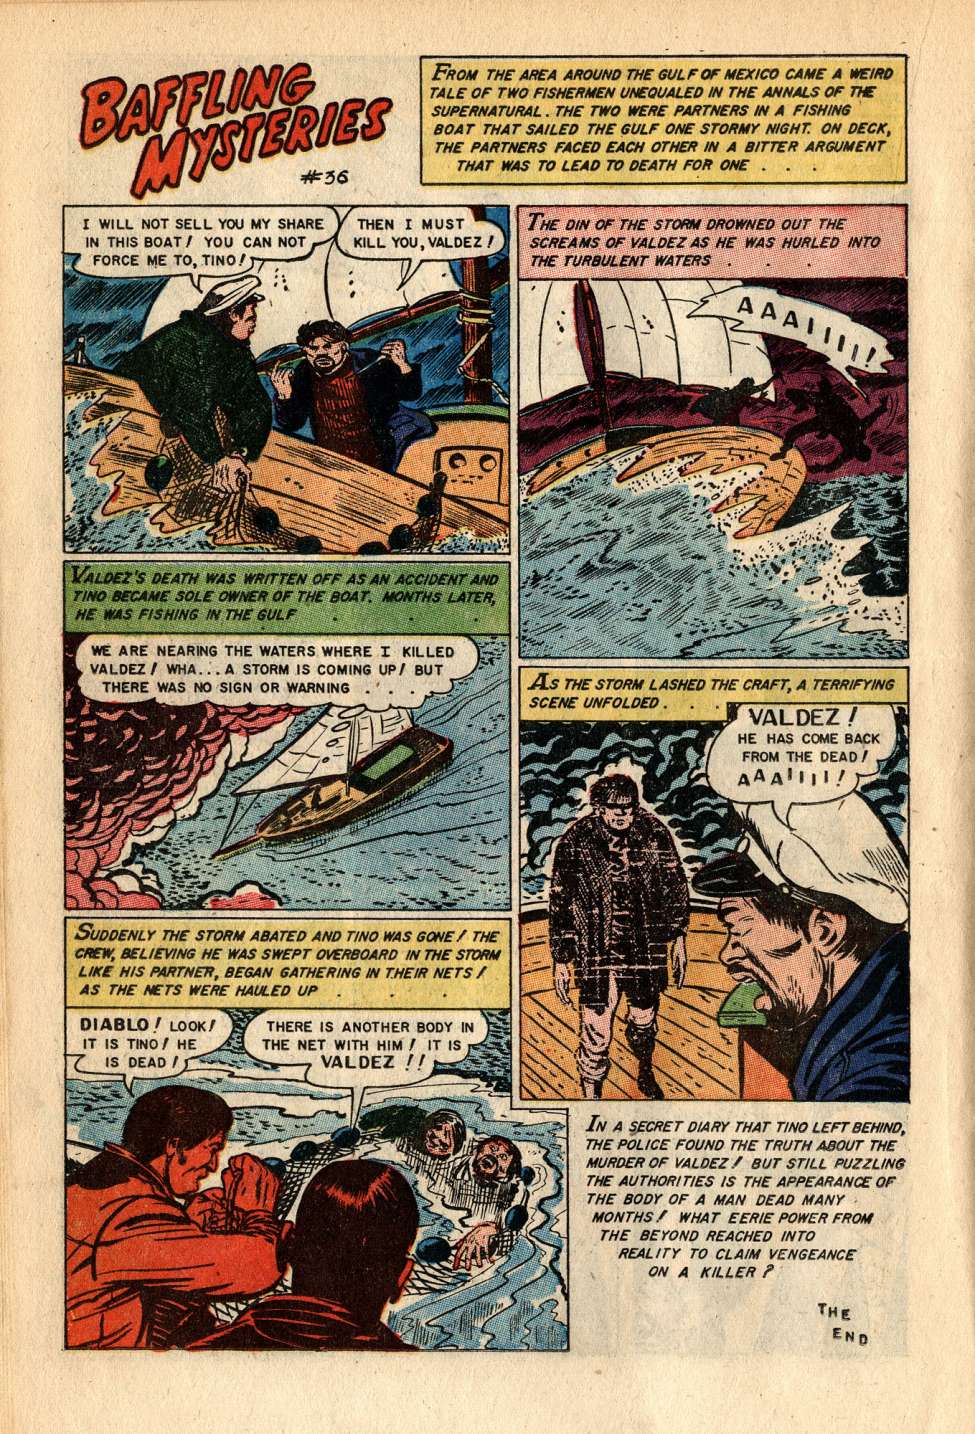 BAFFLING
MYSTERIES
#36
FROM THE AREA AROUND THE GULF OF MEXICO CAME A WEIRD
TALE OF TWO FISHERMEN UNEQUALED IN THE ANNALS OF THE
SUPERNATURAL. THE TWO WERE PARTNERS IN A FISHING
BOAT THAT SAILED THE GULF ONE STORMY NIGHT. ON DECK,
THE PARTNERS FACED EACH OTHER IN A BITTER ARGUMENT
THAT WAS TO LEAD TO DEATH FOR ONE . . .
I WILL NOT SELL YOU MY SHARE
IN THIS BOAT! YOU CAN NOT
FORCE ME TO, TINO!
THEN I MUST
KILL YOU, VALDEZ!
THE DIN OF THE STORM DROWNED OUT THE
SCREAMS OF VALDEZ AS HE WAS HURLED INTO
THE TURBULENT WATERS . . .
AAAIIIII!
VALDEZ'S DEATH WAS WRITTEN OFF AS AN ACCIDENT AND
TINO BECAME SOLE OWNER OF THE BOAT. MONTHS LATER,
HE WAS FISHING IN THE GULF . . .
WE ARE NEARING THE WATERS WHERE I KILLED
VALDEZ! WHA... A STORM IS COMING UP! BUT
THERE WAS NO SIGN OR WARNING . . .
AS THE STORM LASHED THE CRAFT, A TERRIFYING
SCENE UNFOLDED . . .
VALDEZ!
HE HAS COME BACK
FROM THE DEAD!
AAAIIIII!
SUDDENLY THE STORM ABATED AND TINO WAS GONE! THE
CREW, BELIEVING HE WAS SWEPT OVERBOARD IN THE STORM
LIKE HIS PARTNER, BEGAN GATHERING IN THEIR NETS!
AS THE NETS WERE HAULED UP . . .
DIABLO! LOOK!
IT IS TINO! HE
IS DEAD!
THERE IS ANOTHER BODY IN
THE NET WITH HIM! IT IS
VALDEZ!!
IN A SECRET DIARY THAT TINO LEFT BEHIND,
THE POLICE FOUND THE TRUTH ABOUT THE
MURDER OF VALDEZ! BUT STILL PUZZLING
THE AUTHORITIES IS THE APPEARANCE OF
THE BODY OF A MAN DEAD MANY
MONTHS! WHAT EERIE POWER FROM
THE BEYOND REACHED INTO
REALITY TO CLAIM VENGEANCE
ON A KILLER?
THE
END